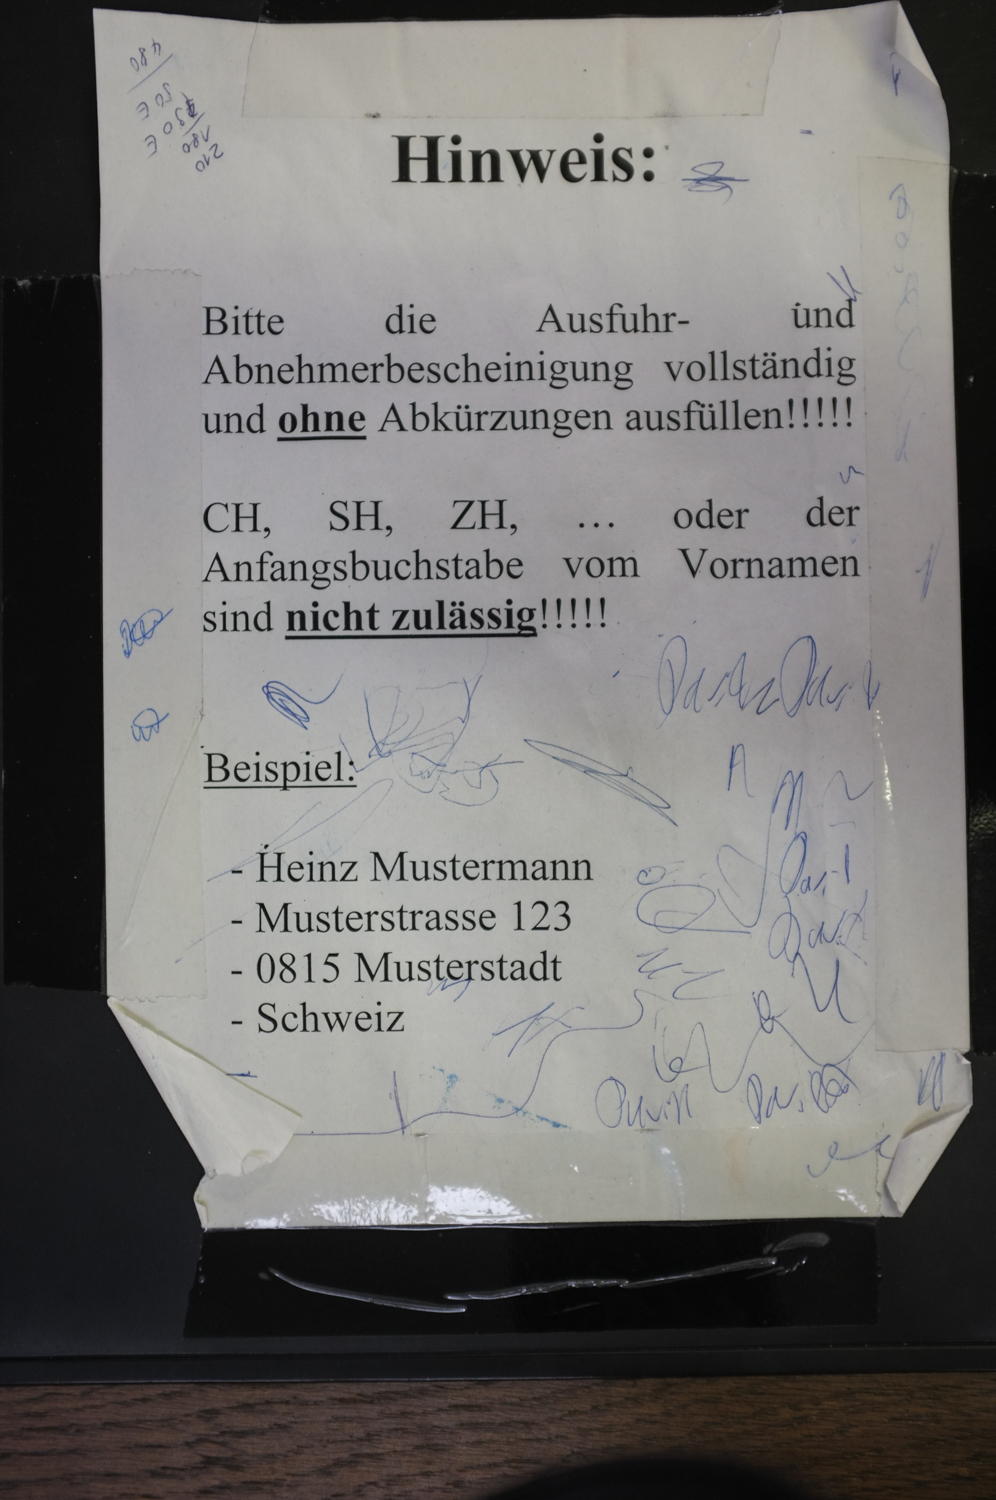 Hinweis:
Bitte die Ausfuhr- und
Abnehmerbescheinigung vollständig
und ohne Abkürzungen ausfüllen!!!!!
CH, SH, ZH, ... oder der
Anfangsbuchstabe vom Vornamen
sind nicht zulässig!!!!!
Beispiel:
- Heinz Mustermann
- Musterstrasse 123
- 0815 Musterstadt
- Schweiz